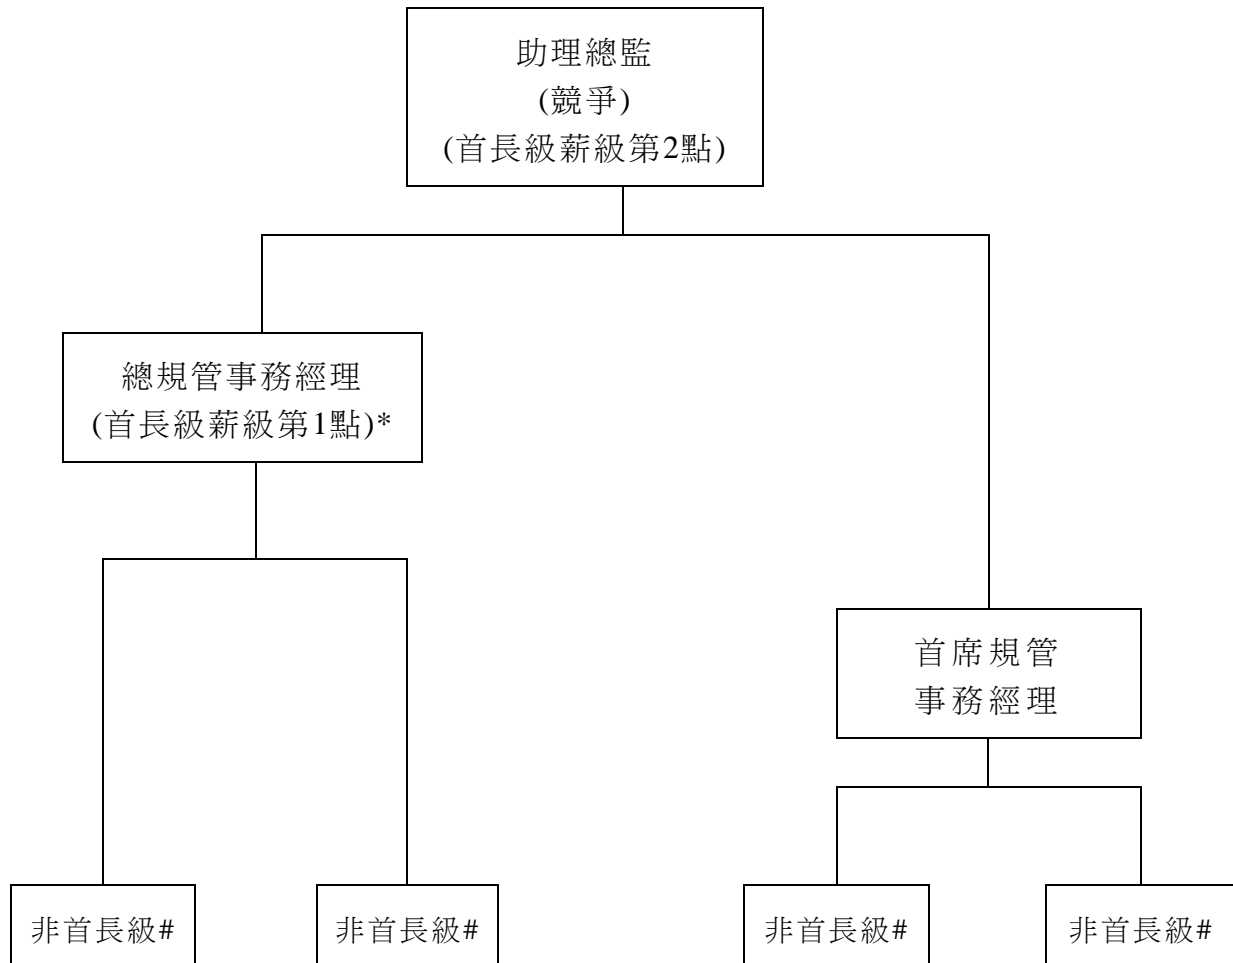 助理總監
(競爭)
(首長級薪級第2點)
總規管事務經理
(首長級薪級第1點)*
首席規管
事務經理
非首長級#
非首長級#
非首長級#
非首長級#